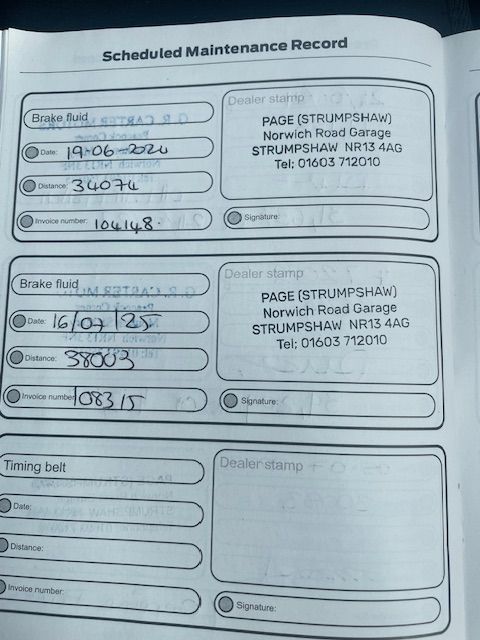 Scheduled Maintenance Record
Brake fluid
Date: 19-06-2024
Distance: 34074
Invoice number: 104148.
Dealer stamp
PAGE (STRUMPSHAW)
Norwich Road Garage
STRUMPSHAW NR13 4AG
Tel; 01603 712010
Signature:
Brake fluid
Date: 16/09/25
Distance: 38003
Invoice number: 108315
Dealer stamp
PAGE (STRUMPSHAW)
Norwich Road Garage
STRUMPSHAW NR13 4AG
Tel; 01603 712010
Signature:
Timing belt
Date:
Distance:
Invoice number:
Dealer stamp
Signature: